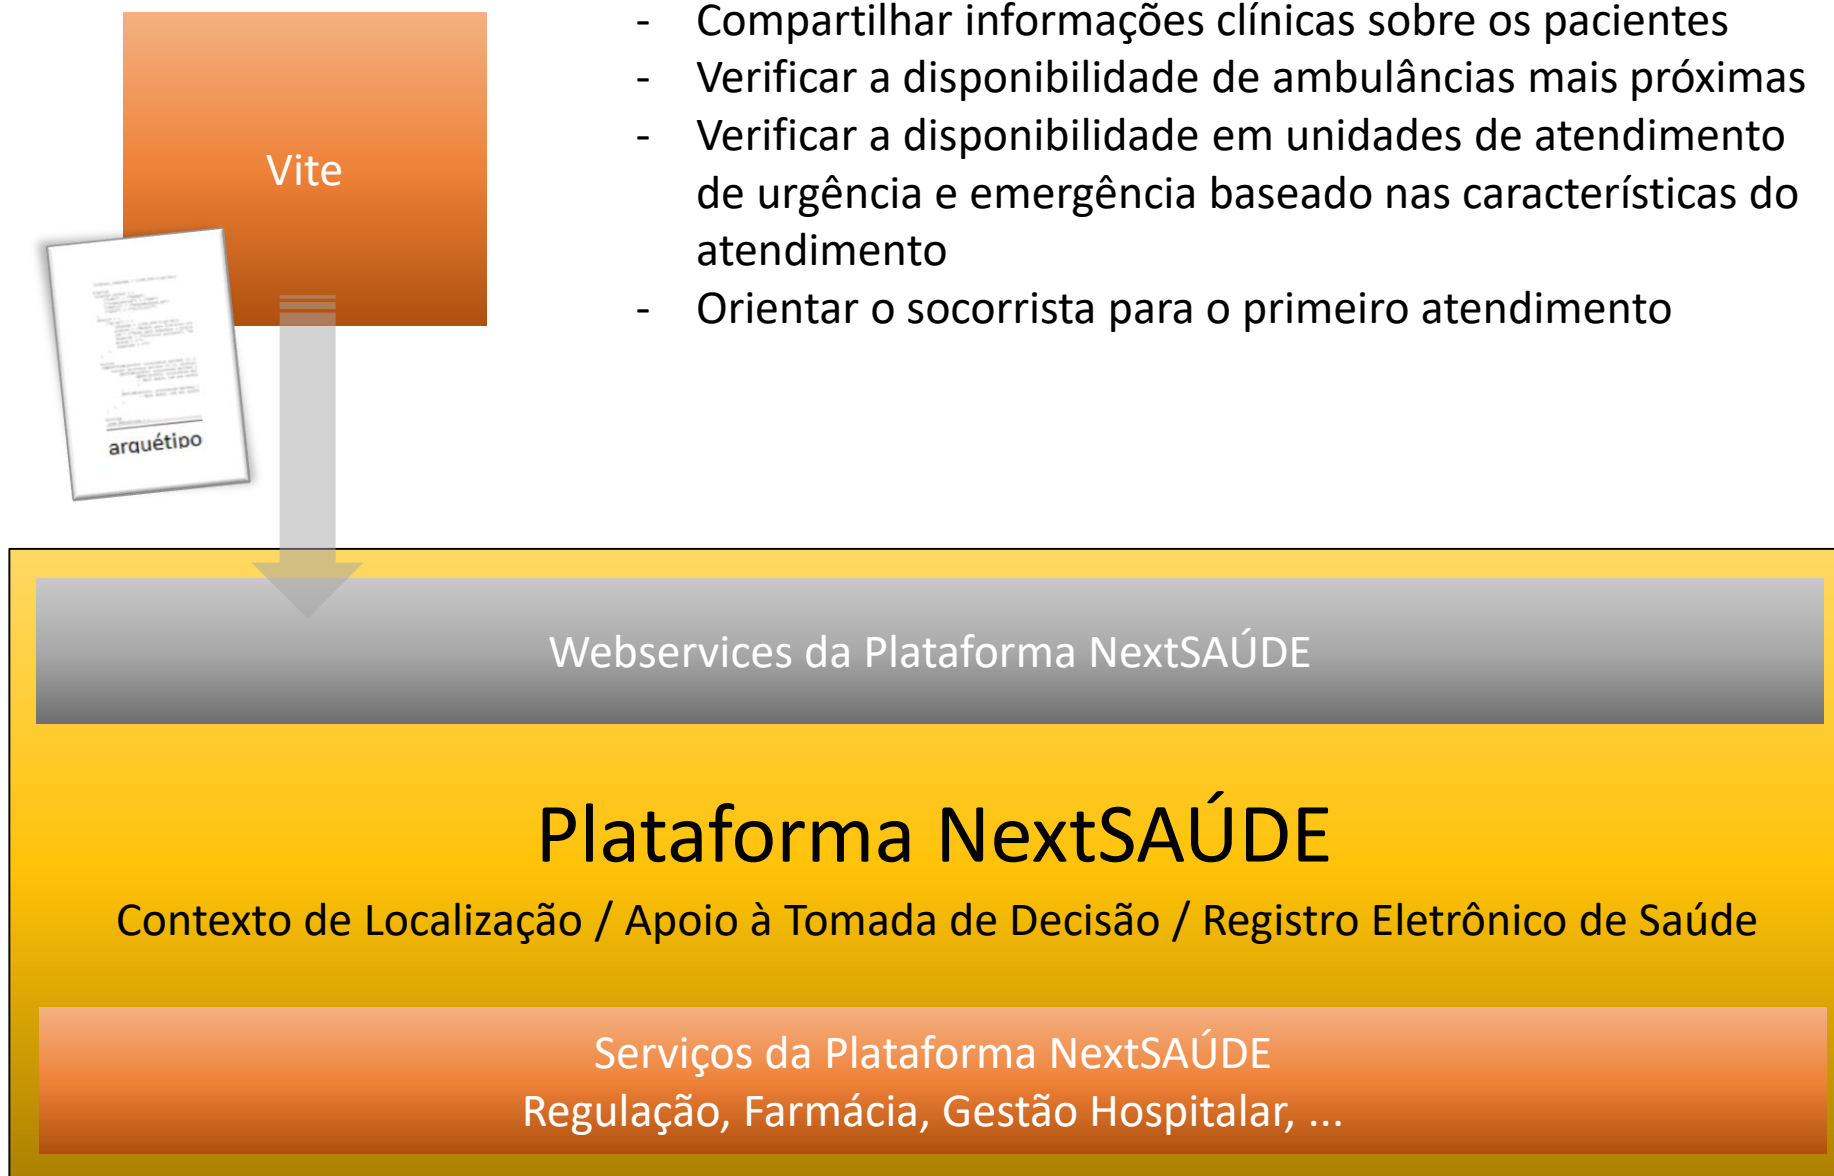 - Compartilhar informações clínicas sobre os pacientes
- Verificar a disponibilidade de ambulâncias mais próximas
- Verificar a disponibilidade em unidades de atendimento
de urgência e emergência baseado nas características do
atendimento
- Orientar o socorrista para o primeiro atendimento
Vite
arquétipo
Webservices da Plataforma NextSAÚDE
Plataforma NextSAÚDE
Contexto de Localização / Apoio à Tomada de Decisão / Registro Eletrônico de Saúde
Serviços da Plataforma NextSAÚDE
Regulação, Farmácia, Gestão Hospitalar, ...